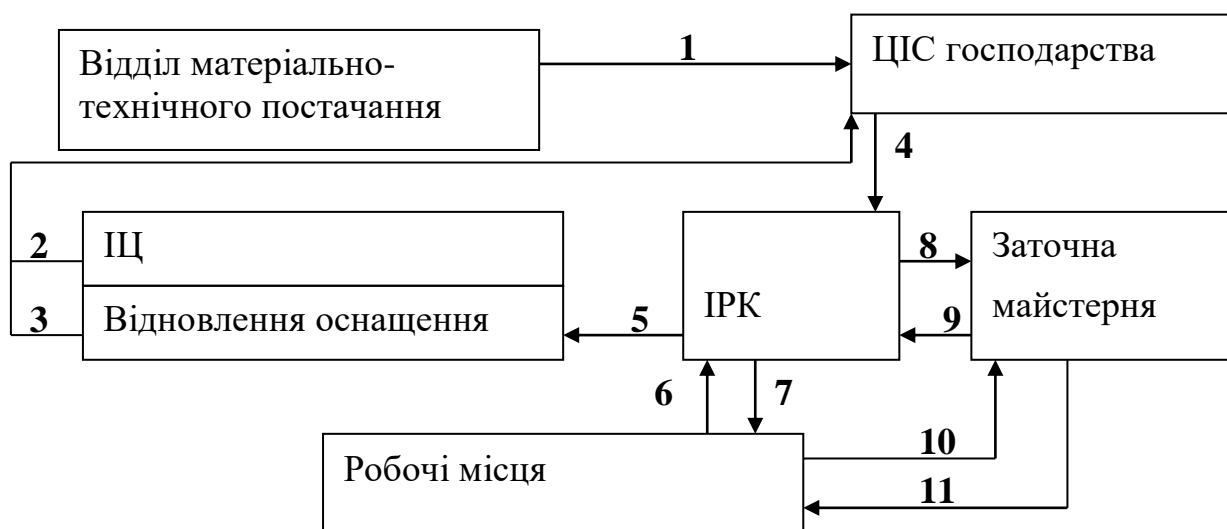 1
ЦІС господарства
Відділ матеріально-
технічного постачання
4
2
ІЦ
8
Заточна
майстерня
3
Відновлення оснащення
5
ІРК
9
6
7
10
Робочі місця
11